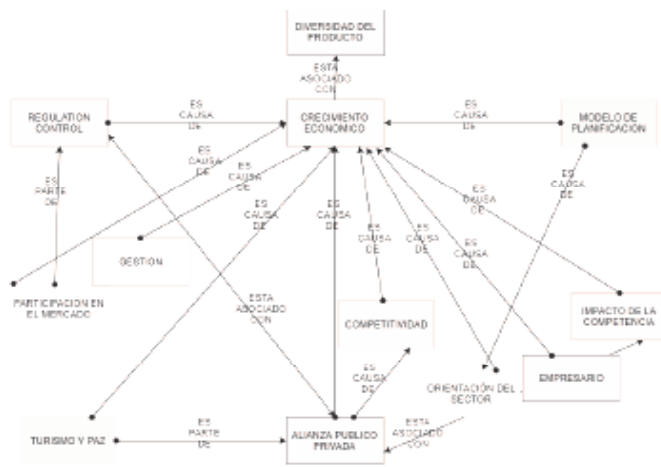 DIVERSIDAD DEL
PRODUCTO
ESTA
ASOCIADO
CON
REGULATION
CONTROL
ES
CAUSA
DE
CRECIMIENTO
ECONOMICO
ES
CAUSA
DE
MODELO DE
PLANIFICACION
ES
CAUSA
DE
ES
CAUSA
DE
ES
PARTE
DE
ES
CAUSA
DE
ES
CAUSA
DE
ES
CAUSA
DE
ES
CAUSA
DE
ES
CAUSA
DE
ES
CAUSA
DE
ES
CAUSA
DE
GESTION
PARTICIPACION EN
EL MERCADO
ESTA
ASOCIADO
CON
COMPETITIVIDAD
IMPACTO DE LA
COMPETENCIA
ES
CAUSA
DE
ORIENTACIÓN DEL
SECTOR
EMPRESARIO
TURISMO Y PAZ
ES
PARTE
DE
ALIANZA PUBLICO
PRIVADA
ESTA
ASOCIADO
CON